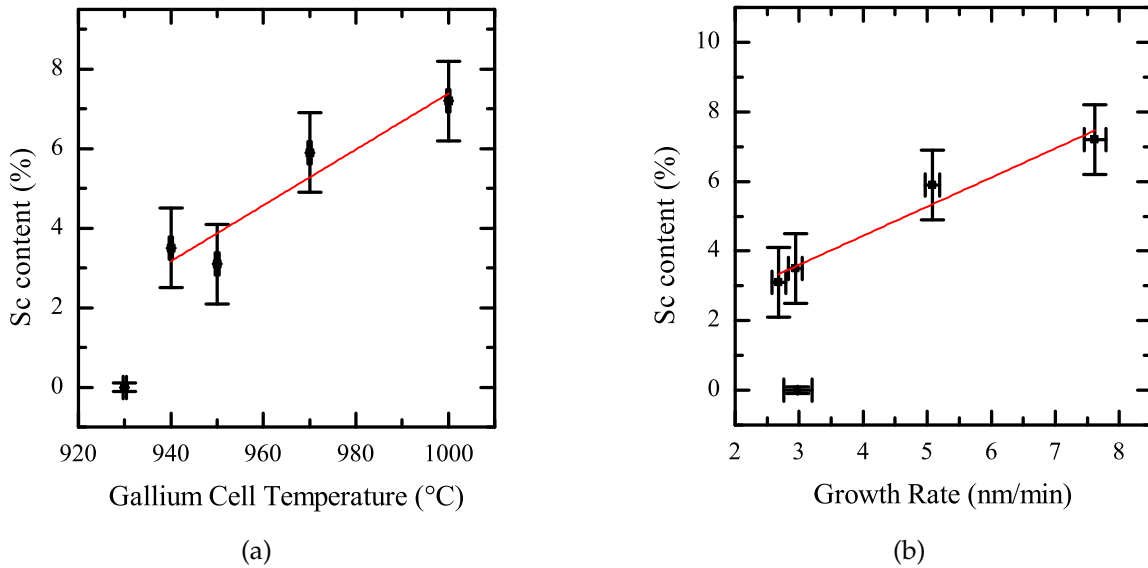 8
6
4
2
0
Sc content (%)
920 940 960 980 1000
Gallium Cell Temperature (°C)
(a)
10
8
6
4
2
0
Sc content (%)
2 3 4 5 6 7 8
Growth Rate (nm/min)
(b)